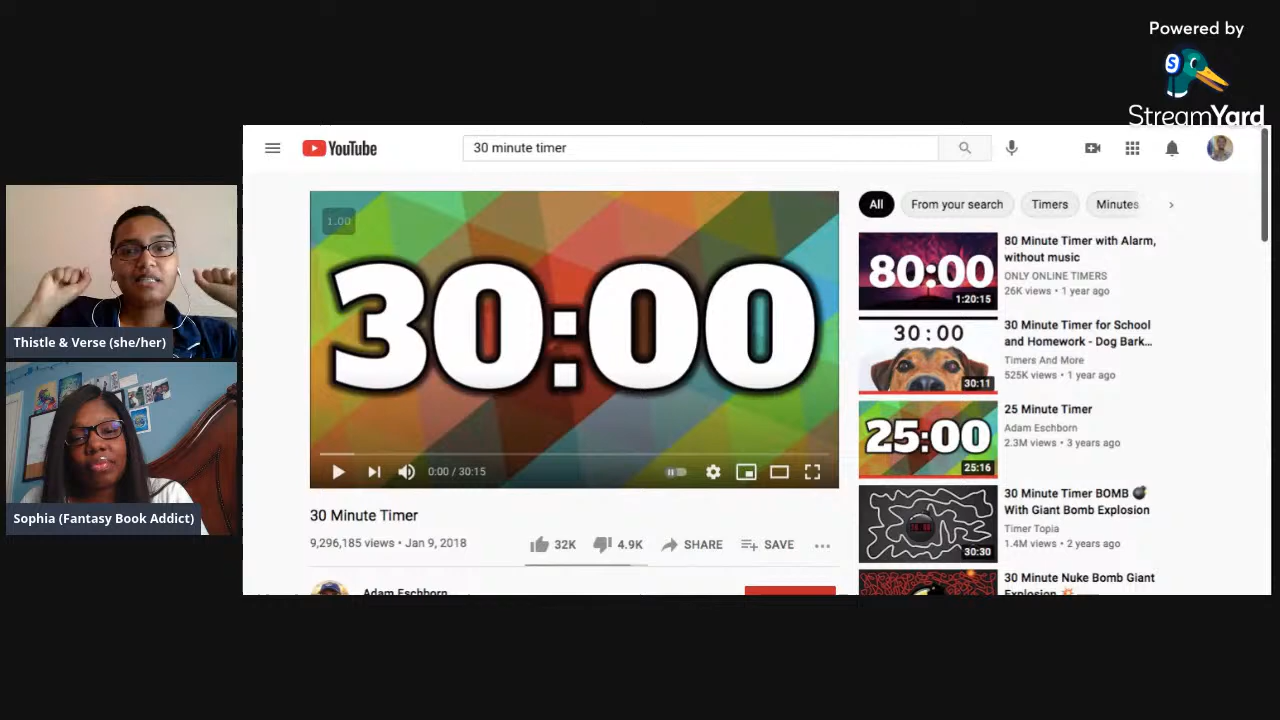 Powered by
StreamYard
YouTube
30 minute timer
1.00
30:00
0:00 / 30:15
30 Minute Timer
9,296,185 views • Jan 9, 2018
32K
4.9K
SHARE
SAVE
Adam Eschborn
All
From your search
Timers
Minutes
80:00
1:20:15
80 Minute Timer with Alarm,
without music
ONLY ONLINE TIMERS
26K views • 1 year ago
30:00
30:11
30 Minute Timer for School
and Homework - Dog Bark...
Timers And More
525K views • 1 year ago
25:00
25:16
25 Minute Timer
Adam Eschborn
2.3M views • 3 years ago
30:30
30 Minute Timer BOMB 💣
With Giant Bomb Explosion
Timer Topia
1.4M views • 2 years ago
30 Minute Nuke Bomb Giant
Explosion 💥
Thistle & Verse (she/her)
Sophia (Fantasy Book Addict)